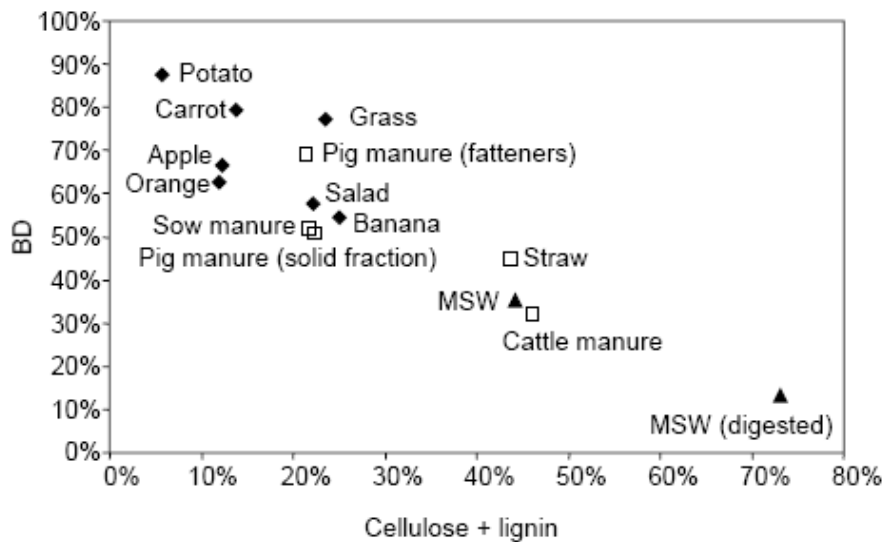 100%
90%
80%
70%
60%
50%
40%
30%
20%
10%
0%
BD
Potato
Carrot
Grass
Apple
Pig manure (fatteners)
Orange
Salad
Sow manure
Banana
Pig manure (solid fraction)
Straw
MSW
Cattle manure
MSW (digested)
0% 10% 20% 30% 40% 50% 60% 70% 80%
Cellulose + lignin